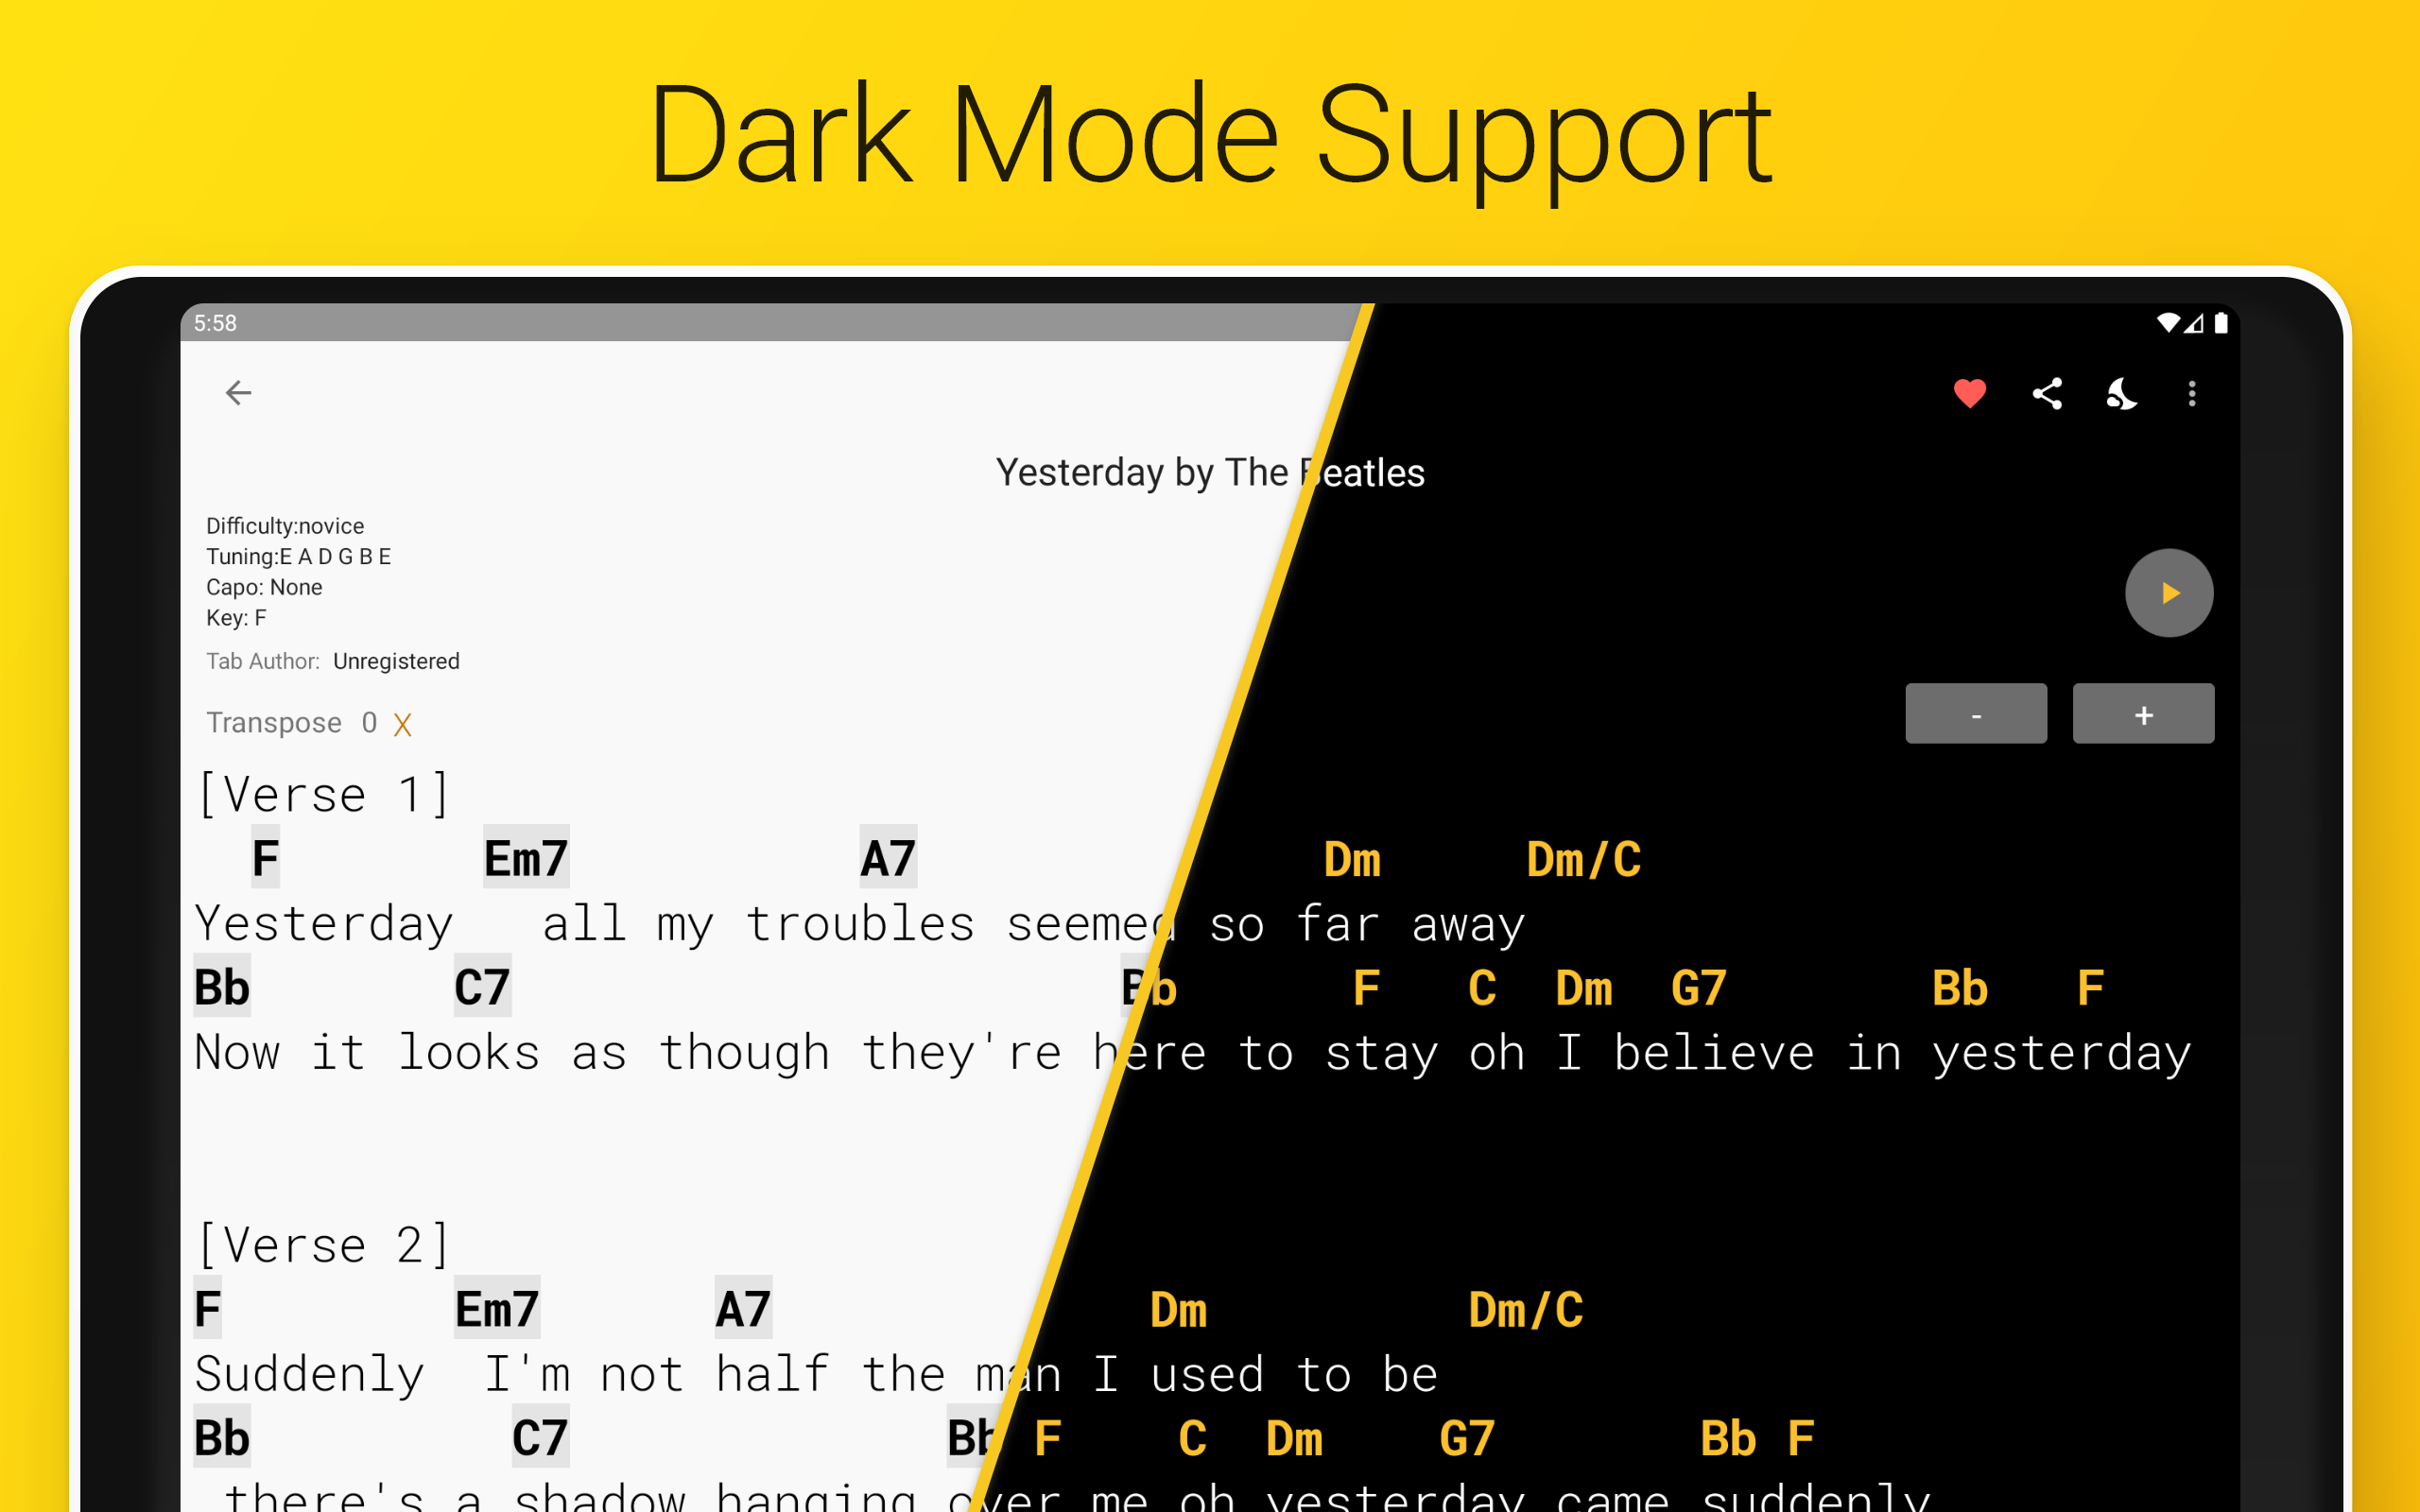 Dark Mode Support
5:58
Yesterday by The Beatles
Difficulty:novice
Tuning:E A D G B E
Capo: None
Key: F
Tab Author: Unregistered
Transpose 0 X
- +
[Verse 1]
F Em7 A7 Dm Dm/C
Yesterday all my troubles seemed so far away
Bb C7 Bb F C Dm G7 Bb F
Now it looks as though they're here to stay oh I believe in yesterday
[Verse 2]
F Em7 A7 Dm Dm/C
Suddenly I'm not half the man I used to be
Bb C7 Bb F C Dm G7 Bb F
there's a shadow hanging over me oh yesterday came suddenly